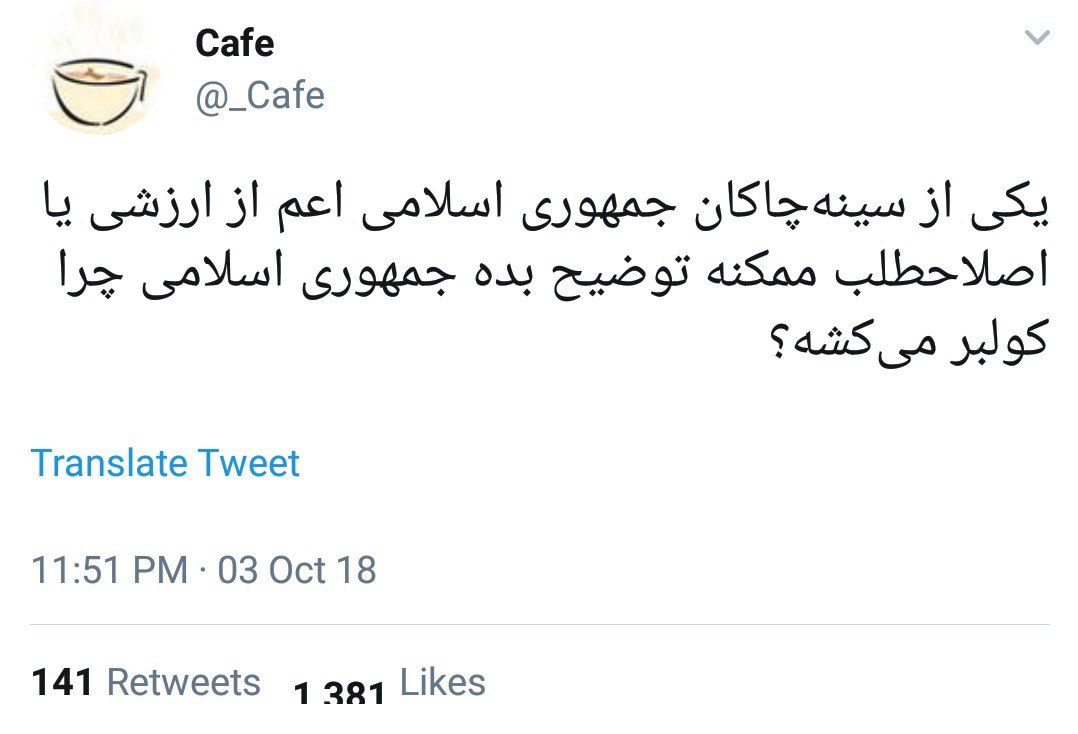 Cafe
@_Cafe
یکی از سینه‌چاکان جمهوری اسلامی اعم از ارزشی یا
اصلاحطلب ممکنه توضیح بده جمهوری اسلامی چرا
کولبر می‌کشه؟
Translate Tweet
11:51 PM · 03 Oct 18
141 Retweets 1,381 Likes